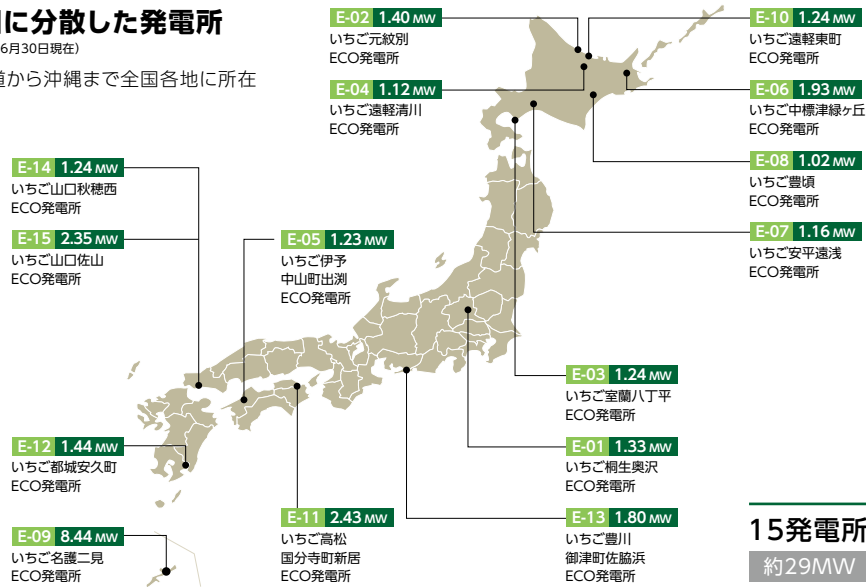 に分散した発電所
6月30日現在）
道から沖縄まで全国各地に所在
E-02 1.40 MW
いちご元紋別
ECO発電所
E-04 1.12 MW
いちご遠軽清川
ECO発電所
E-10 1.24 MW
いちご遠軽東町
ECO発電所
E-06 1.93 MW
いちご中標津緑ヶ丘
ECO発電所
E-08 1.02 MW
いちご豊頃
ECO発電所
E-07 1.16 MW
いちご安平遠浅
ECO発電所
E-14 1.24 MW
いちご山口秋穂西
ECO発電所
E-15 2.35 MW
いちご山口佐山
ECO発電所
E-05 1.23 MW
いちご伊予
中山町出渕
ECO発電所
E-03 1.24 MW
いちご室蘭八丁平
ECO発電所
E-01 1.33 MW
いちご桐生奥沢
ECO発電所
E-12 1.44 MW
いちご都城安久町
ECO発電所
E-09 8.44 MW
いちご名護二見
ECO発電所
E-11 2.43 MW
いちご高松
国分寺町新居
ECO発電所
E-13 1.80 MW
いちご豊川
御津町佐脇浜
ECO発電所
15発電所
約29MW